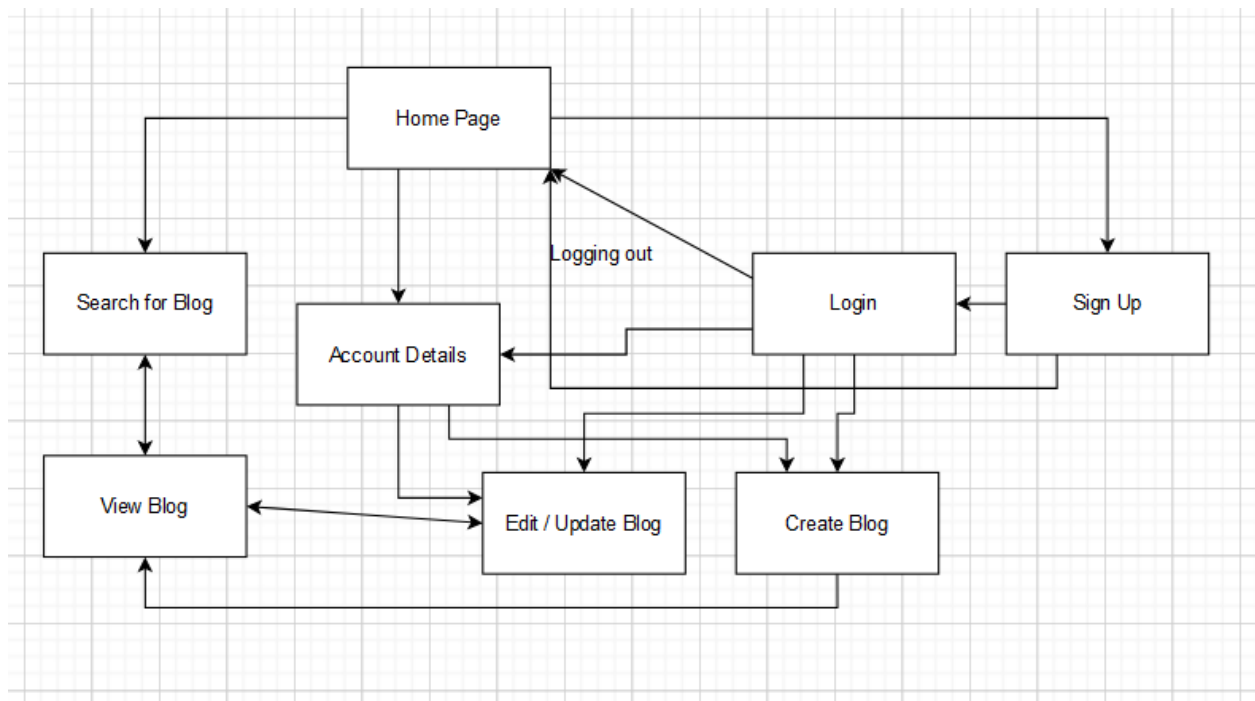 Home Page
Logging out
Search for Blog
Login
Sign Up
Account Details
View Blog
Edit / Update Blog
Create Blog